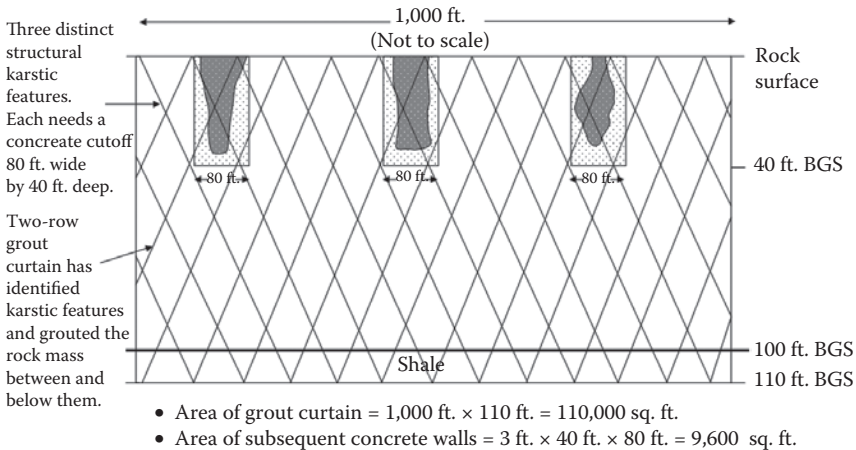 1,000 ft.
(Not to scale)
Three distinct
structural
karstic
features.
Each needs a
concreate cutoff
80 ft. wide
by 40 ft. deep.
Two-row
grout
curtain has
identified
karstic features
and grouted the
rock mass
between and
below them.
80 ft.
80 ft.
80 ft.
Rock
surface
40 ft. BGS
100 ft. BGS
Shale
110 ft. BGS
• Area of grout curtain = 1,000 ft. × 110 ft. = 110,000 sq. ft.
• Area of subsequent concrete walls = 3 ft. × 40 ft. × 80 ft. = 9,600 sq. ft.